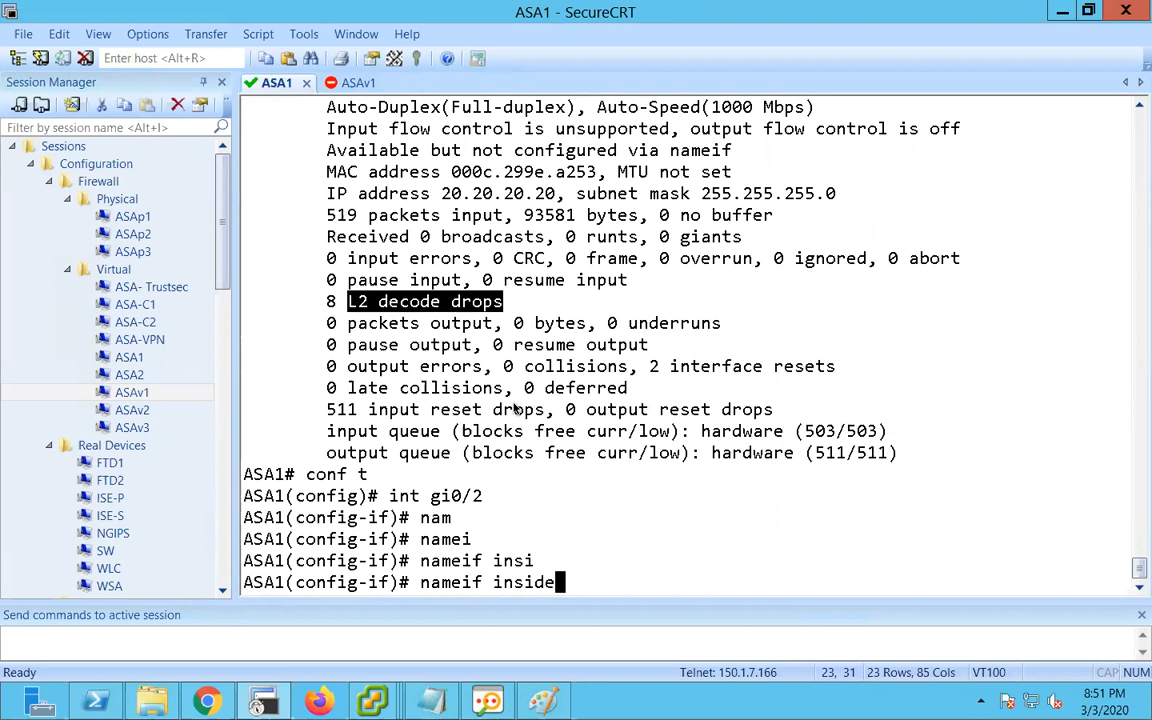 ASA1 - SecureCRT
File Edit View Options Transfer Script Tools Window Help
Enter host <Alt+R>
Session Manager
ASA1
ASAv1
Filter by session name <Alt+I>
Sessions
Configuration
Firewall
Physical
ASAp1
ASAp2
ASAp3
Virtual
ASA- Trustsec
ASA-C1
ASA-C2
ASA-VPN
ASA1
ASA2
ASAv1
ASAv2
ASAv3
Real Devices
FTD1
FTD2
ISE-P
ISE-S
NGIPS
SW
WLC
WSA
Auto-Duplex(Full-duplex), Auto-Speed(1000 Mbps)
Input flow control is unsupported, output flow control is off
Available but not configured via nameif
MAC address 000c.299e.a253, MTU not set
IP address 20.20.20.20, subnet mask 255.255.255.0
519 packets input, 93581 bytes, 0 no buffer
Received 0 broadcasts, 0 runts, 0 giants
0 input errors, 0 CRC, 0 frame, 0 overrun, 0 ignored, 0 abort
0 pause input, 0 resume input
8 L2 decode drops
0 packets output, 0 bytes, 0 underruns
0 pause output, 0 resume output
0 output errors, 0 collisions, 2 interface resets
0 late collisions, 0 deferred
511 input reset drops, 0 output reset drops
input queue (blocks free curr/low): hardware (503/503)
output queue (blocks free curr/low): hardware (511/511)
ASA1# conf t
ASA1(config)# int gi0/2
ASA1(config-if)# nam
ASA1(config-if)# namei
ASA1(config-if)# nameif insi
ASA1(config-if)# nameif inside
Send commands to active session
Ready
Telnet: 150.1.7.166
23, 31
23 Rows, 85 Cols
VT100
CAP NUM
8:51 PM
3/3/2020